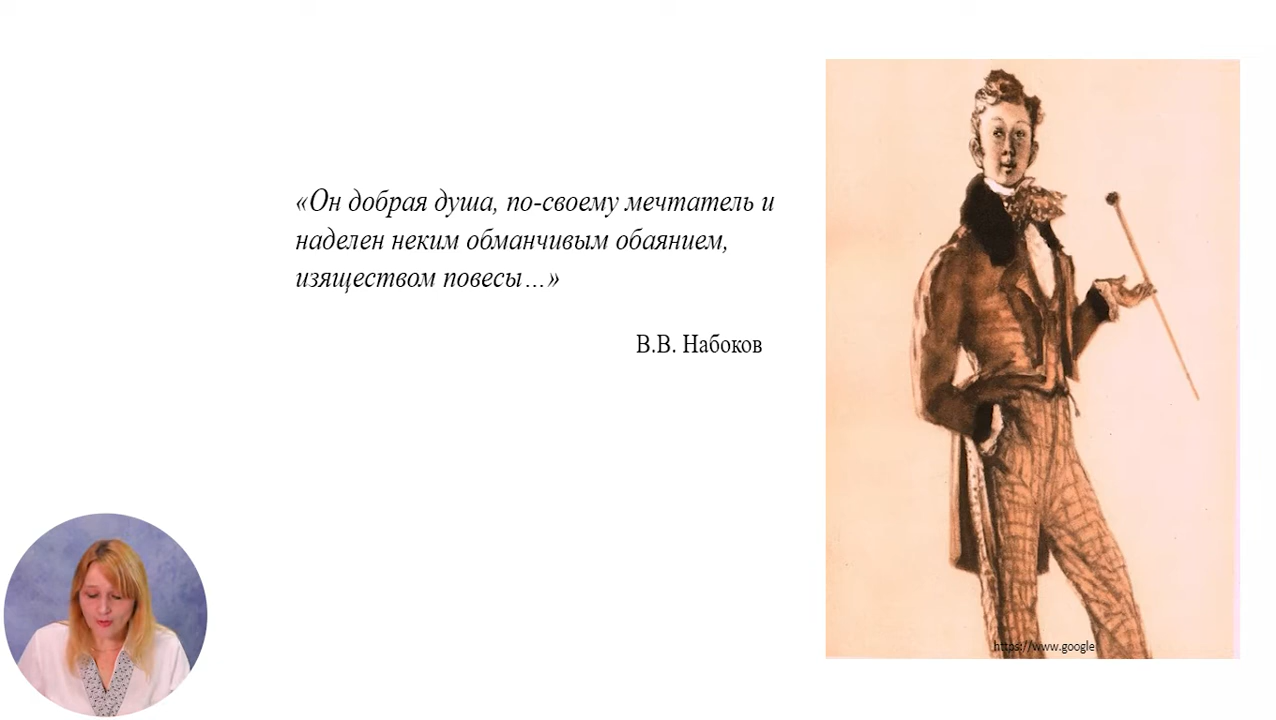 «Он добрая душа, по-своему мечтатель и
наделен неким обманчивым обаянием,
изяществом повесы…»
В.В. Набоков
https://www.google